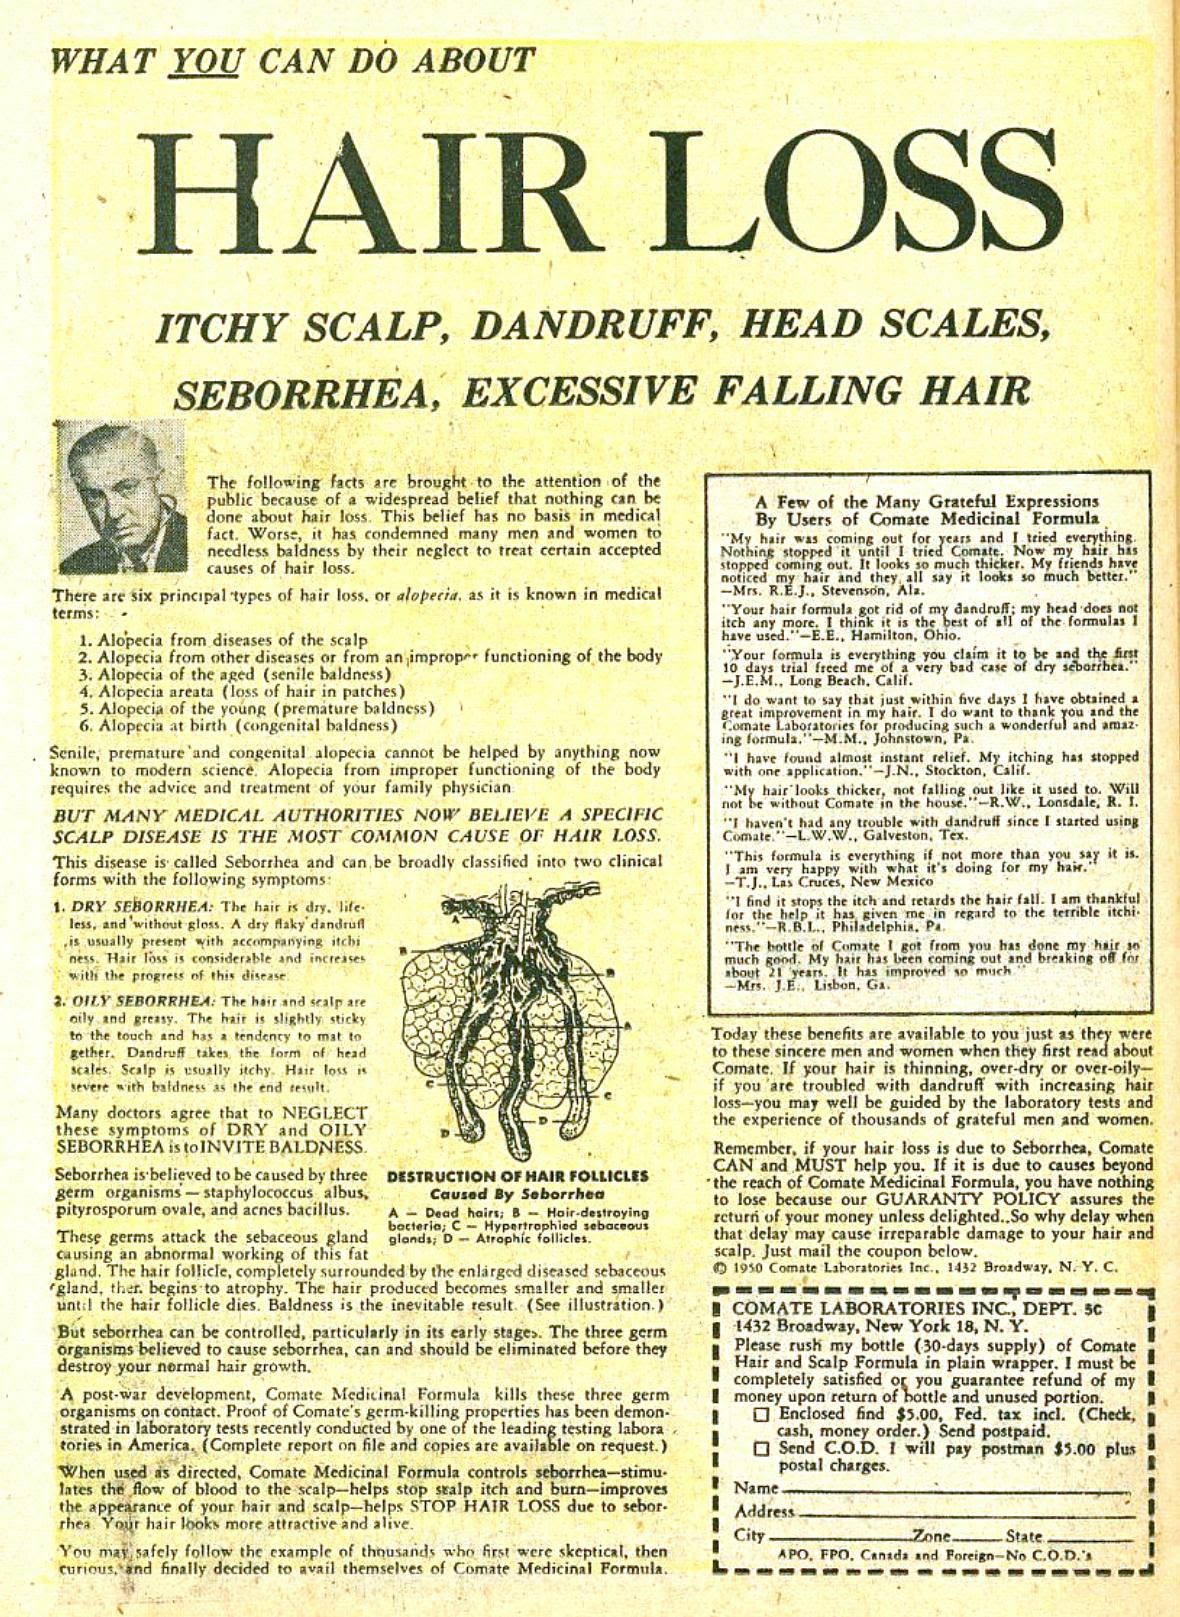 WHAT YOU CAN DO ABOUT
HAIR LOSS
ITCHY SCALP, DANDRUFF, HEAD SCALES,
SEBORRHEA, EXCESSIVE FALLING HAIR
The following facts are brought to the attention of the
public because of a widespread belief that nothing can be
done about hair loss. This belief has no basis in medical
fact. Worse, it has condemned many men and women to
needless baldness by their neglect to treat certain accepted
causes of hair loss.
There are six principal types of hair loss, or alopecia, as it is known in medical
terms:
1. Alopecia from diseases of the scalp
2. Alopecia from other diseases or from an improper functioning of the body
3. Alopecia of the aged (senile baldness)
4. Alopecia areata (loss of hair in patches)
5. Alopecia of the young (premature baldness)
6. Alopecia at birth (congenital baldness)
Senile, premature and congenital alopecia cannot be helped by anything now
known to modern science. Alopecia from improper functioning of the body
requires the advice and treatment of your family physician.
BUT MANY MEDICAL AUTHORITIES NOW BELIEVE A SPECIFIC
SCALP DISEASE IS THE MOST COMMON CAUSE OF HAIR LOSS.
This disease is called Seborrhea and can be broadly classified into two clinical
forms with the following symptoms:
1. DRY SEBORRHEA: The hair is dry, life-
less, and without gloss. A dry flaky dandruff
is usually present with accompanying itchi
ness. Hair loss is considerable and increases
with the progress of this disease.
2. OILY SEBORRHEA: The hair and scalp are
oily and greasy. The hair is slightly sticky
to the touch and has a tendency to mat to
gether. Dandruff takes the form of head
scales. Scalp is usually itchy. Hair loss is
severe with baldness as the end result.
Many doctors agree that to NEGLECT
these symptoms of DRY and OILY
SEBORRHEA is to INVITE BALDNESS.
Seborrhea is believed to be caused by three
germ organisms — staphylococcus albus,
pityrosporum ovale, and acnes bacillus.
These germs attack the sebaceous gland
causing an abnormal working of this fat
gland. The hair follicle, completely surrounded by the enlarged diseased sebaceous
gland, then begins to atrophy. The hair produced becomes smaller and smaller
until the hair follicle dies. Baldness is the inevitable result. (See illustration.)
A
B
B
B
C
C
D
D
DESTRUCTION OF HAIR FOLLICLES
Caused By Seborrhea
A — Dead hairs; B — Hair-destroying
bacteria; C — Hypertrophied sebaceous
glands; D — Atrophic follicles.
But seborrhea can be controlled, particularly in its early stages. The three germ
organisms believed to cause seborrhea, can and should be eliminated before they
destroy your normal hair growth.
A post-war development, Comate Medicinal Formula kills these three germ
organisms on contact. Proof of Comate's germ-killing properties has been demon-
strated in laboratory tests recently conducted by one of the leading testing labora
tories in America. (Complete report on file and copies are available on request.)
When used as directed, Comate Medicinal Formula controls seborrhea—stimu-
lates the flow of blood to the scalp—helps stop scalp itch and burn—improves
the appearance of your hair and scalp—helps STOP HAIR LOSS due to sebor-
rhea. Your hair looks more attractive and alive.
You may safely follow the example of thousands who first were skeptical, then
curious, and finally decided to avail themselves of Comate Medicinal Formula.
A Few of the Many Grateful Expressions
By Users of Comate Medicinal Formula
"My hair was coming out for years and I tried everything.
Nothing stopped it until I tried Comate. Now my hair has
stopped coming out. It looks so much thicker. My friends have
noticed my hair and they all say it looks so much better."
—Mrs. R.E.J., Stevenson, Ala.
"Your hair formula got rid of my dandruff; my head does not
itch any more. I think it is the best of all of the formulas I
have used."—E.E., Hamilton, Ohio.
"Your formula is everything you claim it to be and the first
10 days trial freed me of a very bad case of dry seborrhea."
—J.E.M., Long Beach, Calif.
"I do want to say that just within five days I have obtained a
great improvement in my hair. I do want to thank you and the
Comate Laboratories for producing such a wonderful and amaz-
ing formula."—M.M., Johnstown, Pa.
"I have found almost instant relief. My itching has stopped
with one application."—J.N., Stockton, Calif.
"My hair looks thicker, not falling out like it used to. Will
not be without Comate in the house."—R.W., Lonsdale, R. I.
"I haven't had any trouble with dandruff since I started using
Comate."—L.W.W., Galveston, Tex.
"This formula is everything if not more than you say it is.
I am very happy with what it's doing for my hair."
—T.J., Las Cruces, New Mexico
"I find it stops the itch and retards the hair fall. I am thankful
for the help it has given me in regard to the terrible itchi-
ness."—R.B.L., Philadelphia, Pa.
"The bottle of Comate I got from you has done my hair so
much good. My hair has been coming out and breaking off for
about 21 years. It has improved so much."
—Mrs. J.E., Lisbon, Ga.
Today these benefits are available to you just as they were
to these sincere men and women when they first read about
Comate. If your hair is thinning, over-dry or over-oily—
if you are troubled with dandruff with increasing hair
loss—you may well be guided by the laboratory tests and
the experience of thousands of grateful men and women.
Remember, if your hair loss is due to Seborrhea, Comate
CAN and MUST help you. If it is due to causes beyond
the reach of Comate Medicinal Formula, you have nothing
to lose because our GUARANTY POLICY assures the
return of your money unless delighted. So why delay when
that delay may cause irreparable damage to your hair and
scalp. Just mail the coupon below.
© 1950 Comate Laboratories Inc., 1432 Broadway, N. Y. C.
COMATE LABORATORIES INC., DEPT. 5C
1432 Broadway, New York 18, N. Y.
Please rush my bottle (30-days supply) of Comate
Hair and Scalp Formula in plain wrapper. I must be
completely satisfied or you guarantee refund of my
money upon return of bottle and unused portion.
Enclosed find $5.00, Fed. tax incl. (Check,
cash, money order.) Send postpaid.
Send C.O.D. I will pay postman $5.00 plus
postal charges.
Name
Address
City Zone State
APO, FPO, Canada and Foreign—No C.O.D.'s